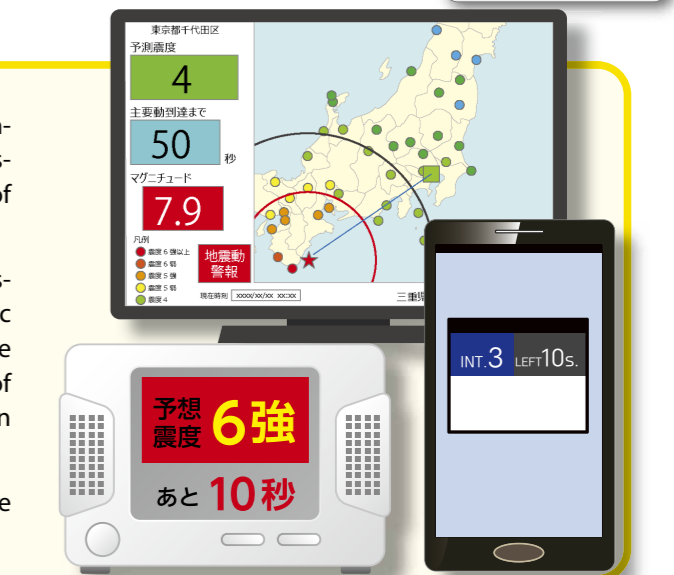 n-
s-
of
s-
c
e
of
n
e
東京都千代田区
予測震度
4
主要動到達まで
50 秒
マグニチュード
7.9
凡例
震度6強以上
震度6弱
震度5強
震度5弱
震度4
地震動
警報
現在時刻 xxxx/xx/xx xx:xx
三重県
予想
震度 6強
あと 10秒
INT.3 LEFT10s.